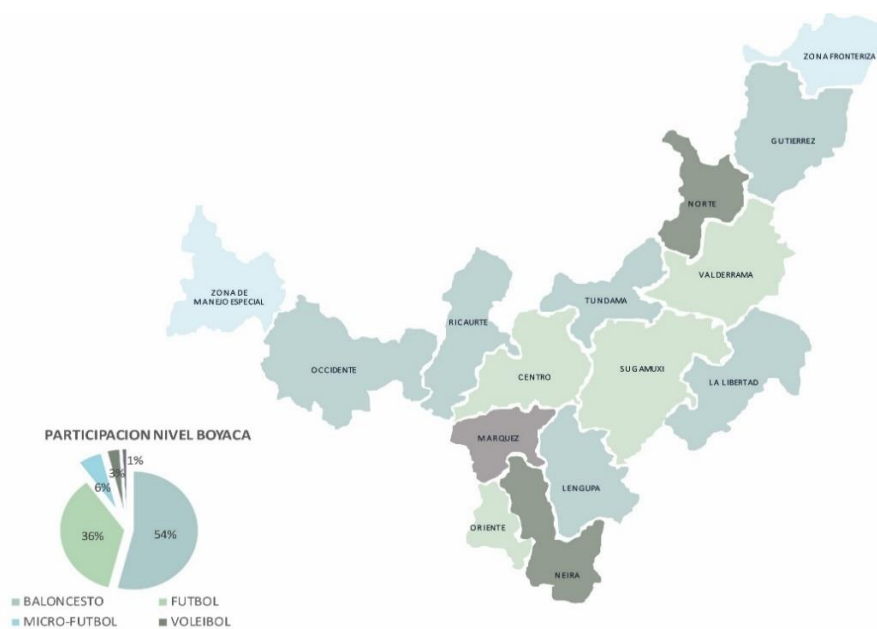 ZONA FRONTERIZA
GUTIERREZ
NORTE
VALDERRAMA
ZONA DE
MANEJO ESPECIAL
TUNDAMA
RICAURTE
OCCIDENTE
CENTRO
SUGAMUXI
LA LIBERTAD
MARQUEZ
LENGUPA
ORIENTE
NEIRA
PARTICIPACION NIVEL BOYACA
1%
3%
6%
36%
54%
BALONCESTO
FUTBOL
MICRO-FUTBOL
VOLEIBOL